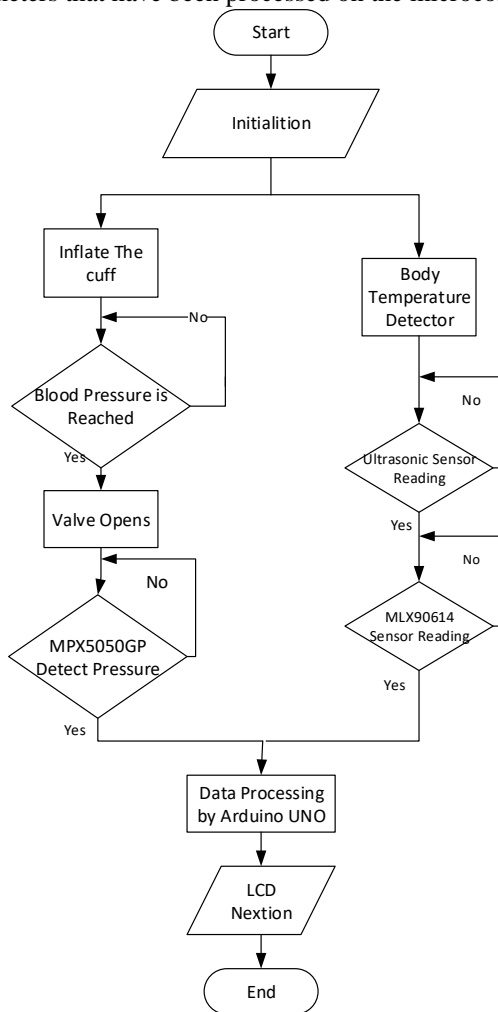 Start
Initialition
Inflate The
cuff
No
Blood Pressure is
Reached
Yes
Valve Opens
No
MPX5050GP
Detect Pressure
Yes
Body
Temperature
Detector
No
Ultrasonic Sensor
Reading
Yes
No
MLX90614
Sensor Reading
Yes
Data Processing
by Arduino UNO
LCD
Nextion
End